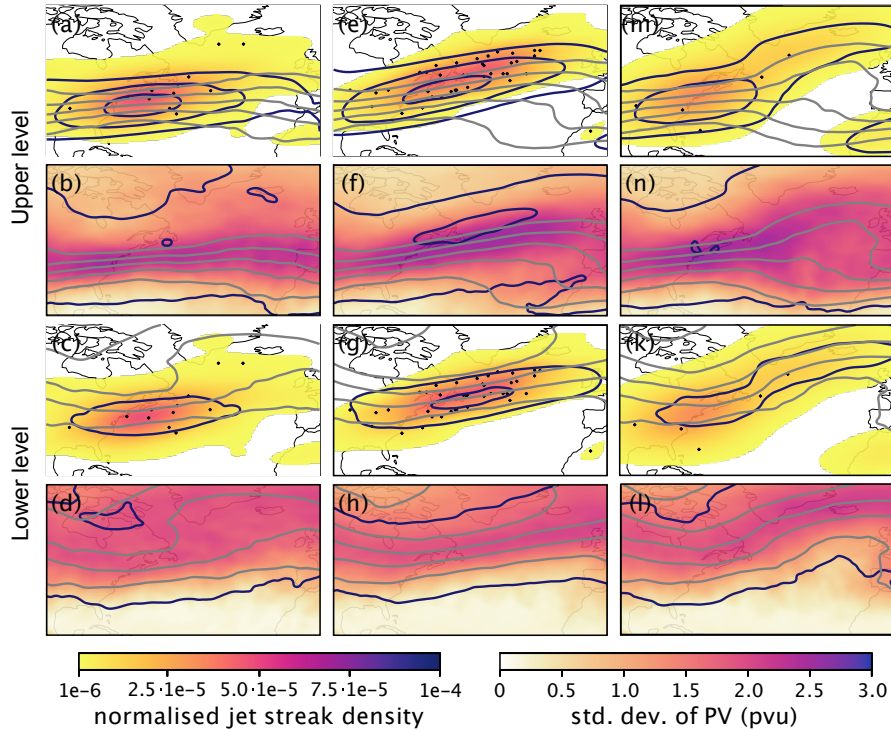 (a)
(e)
(m)
Upper level
(b)
(f)
(n)
(c)
(g)
(k)
Lower level
(d)
(h)
(l)
1e-6 2.5·1e-5 5.0·1e-5 7.5·1e-5 1e-4
normalised jet streak density
0 0.5 1.0 1.5 2.0 2.5 3.0
std. dev. of PV (pvu)